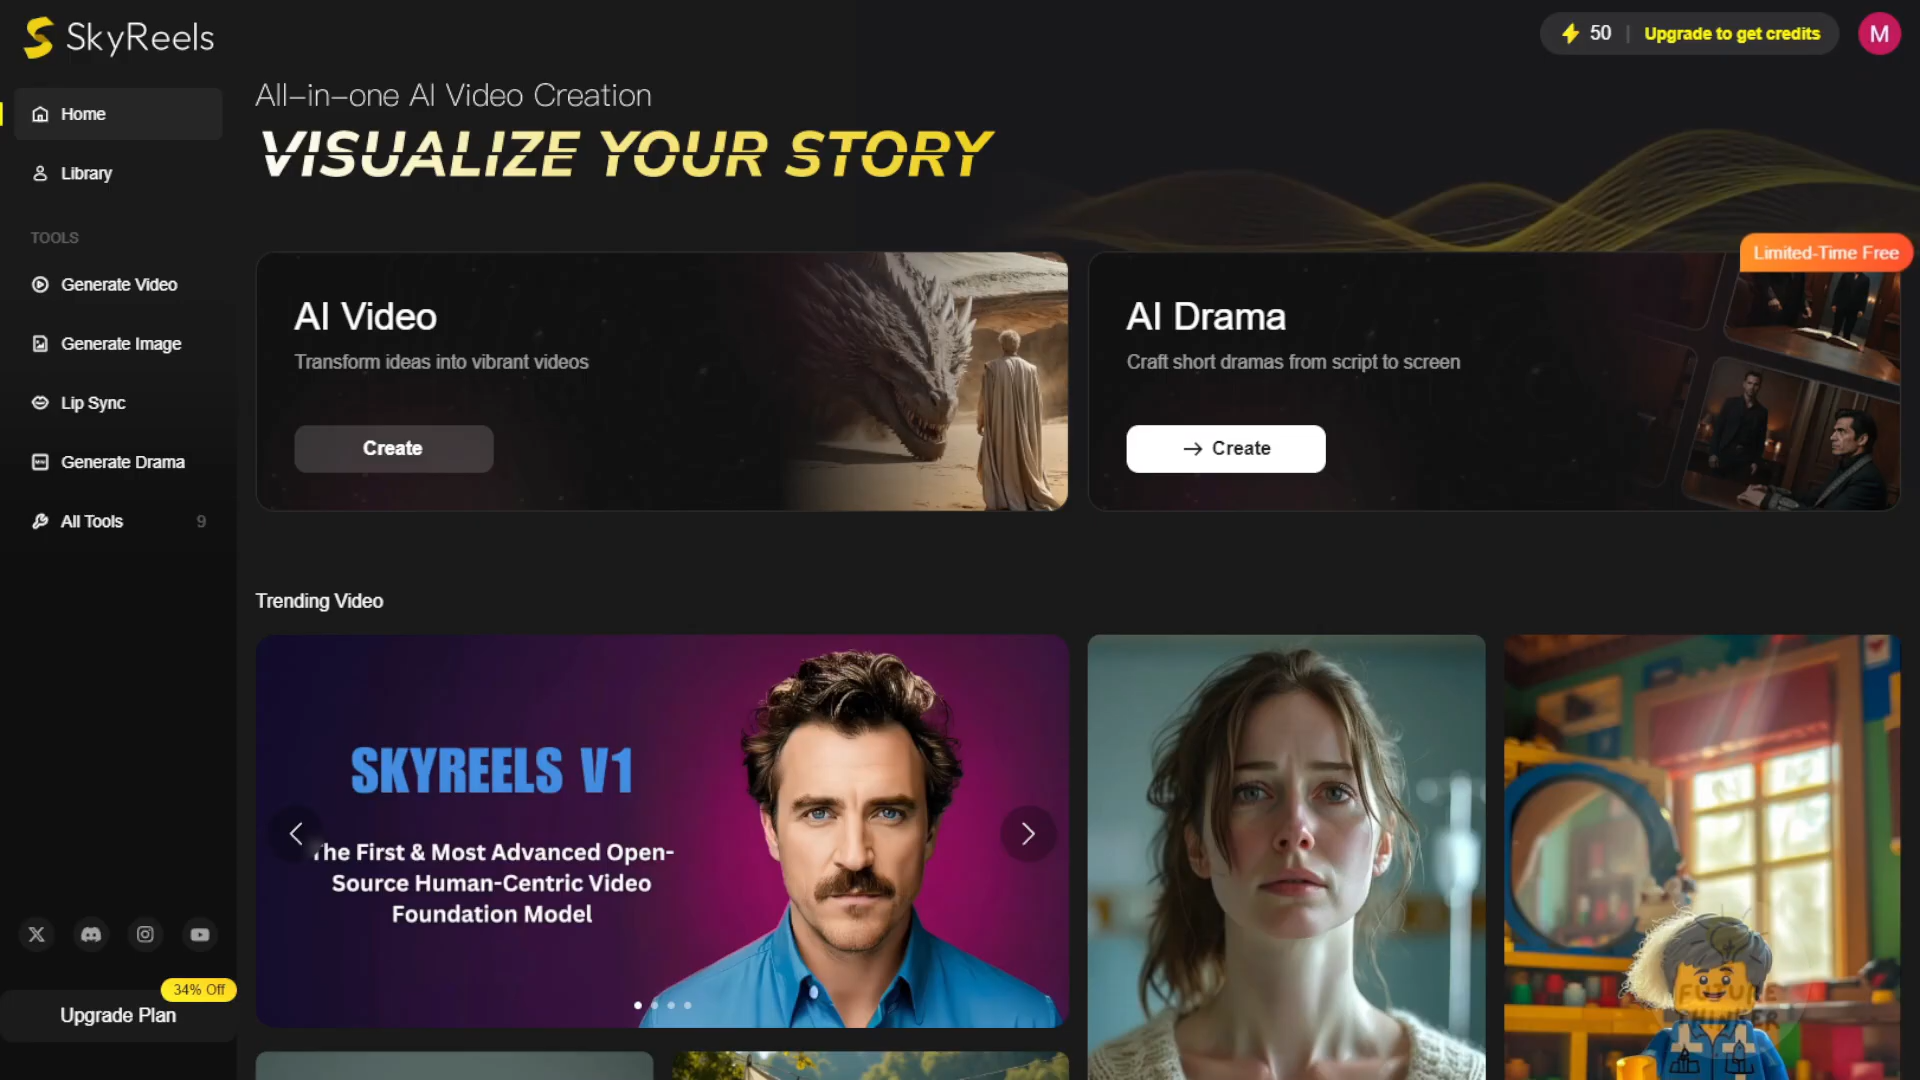 SkyReels
50 | Upgrade to get credits
M
Home
Library
TOOLS
Generate Video
Generate Image
Lip Sync
Generate Drama
All Tools 9
34% Off
Upgrade Plan
All-in-one AI Video Creation
VISUALIZE YOUR STORY
AI Video
Transform ideas into vibrant videos
Create
Limited-Time Free
AI Drama
Craft short dramas from script to screen
→ Create
Trending Video
SKYREELS V1
The First & Most Advanced Open-
Source Human-Centric Video
Foundation Model
FUTURE
THINKER